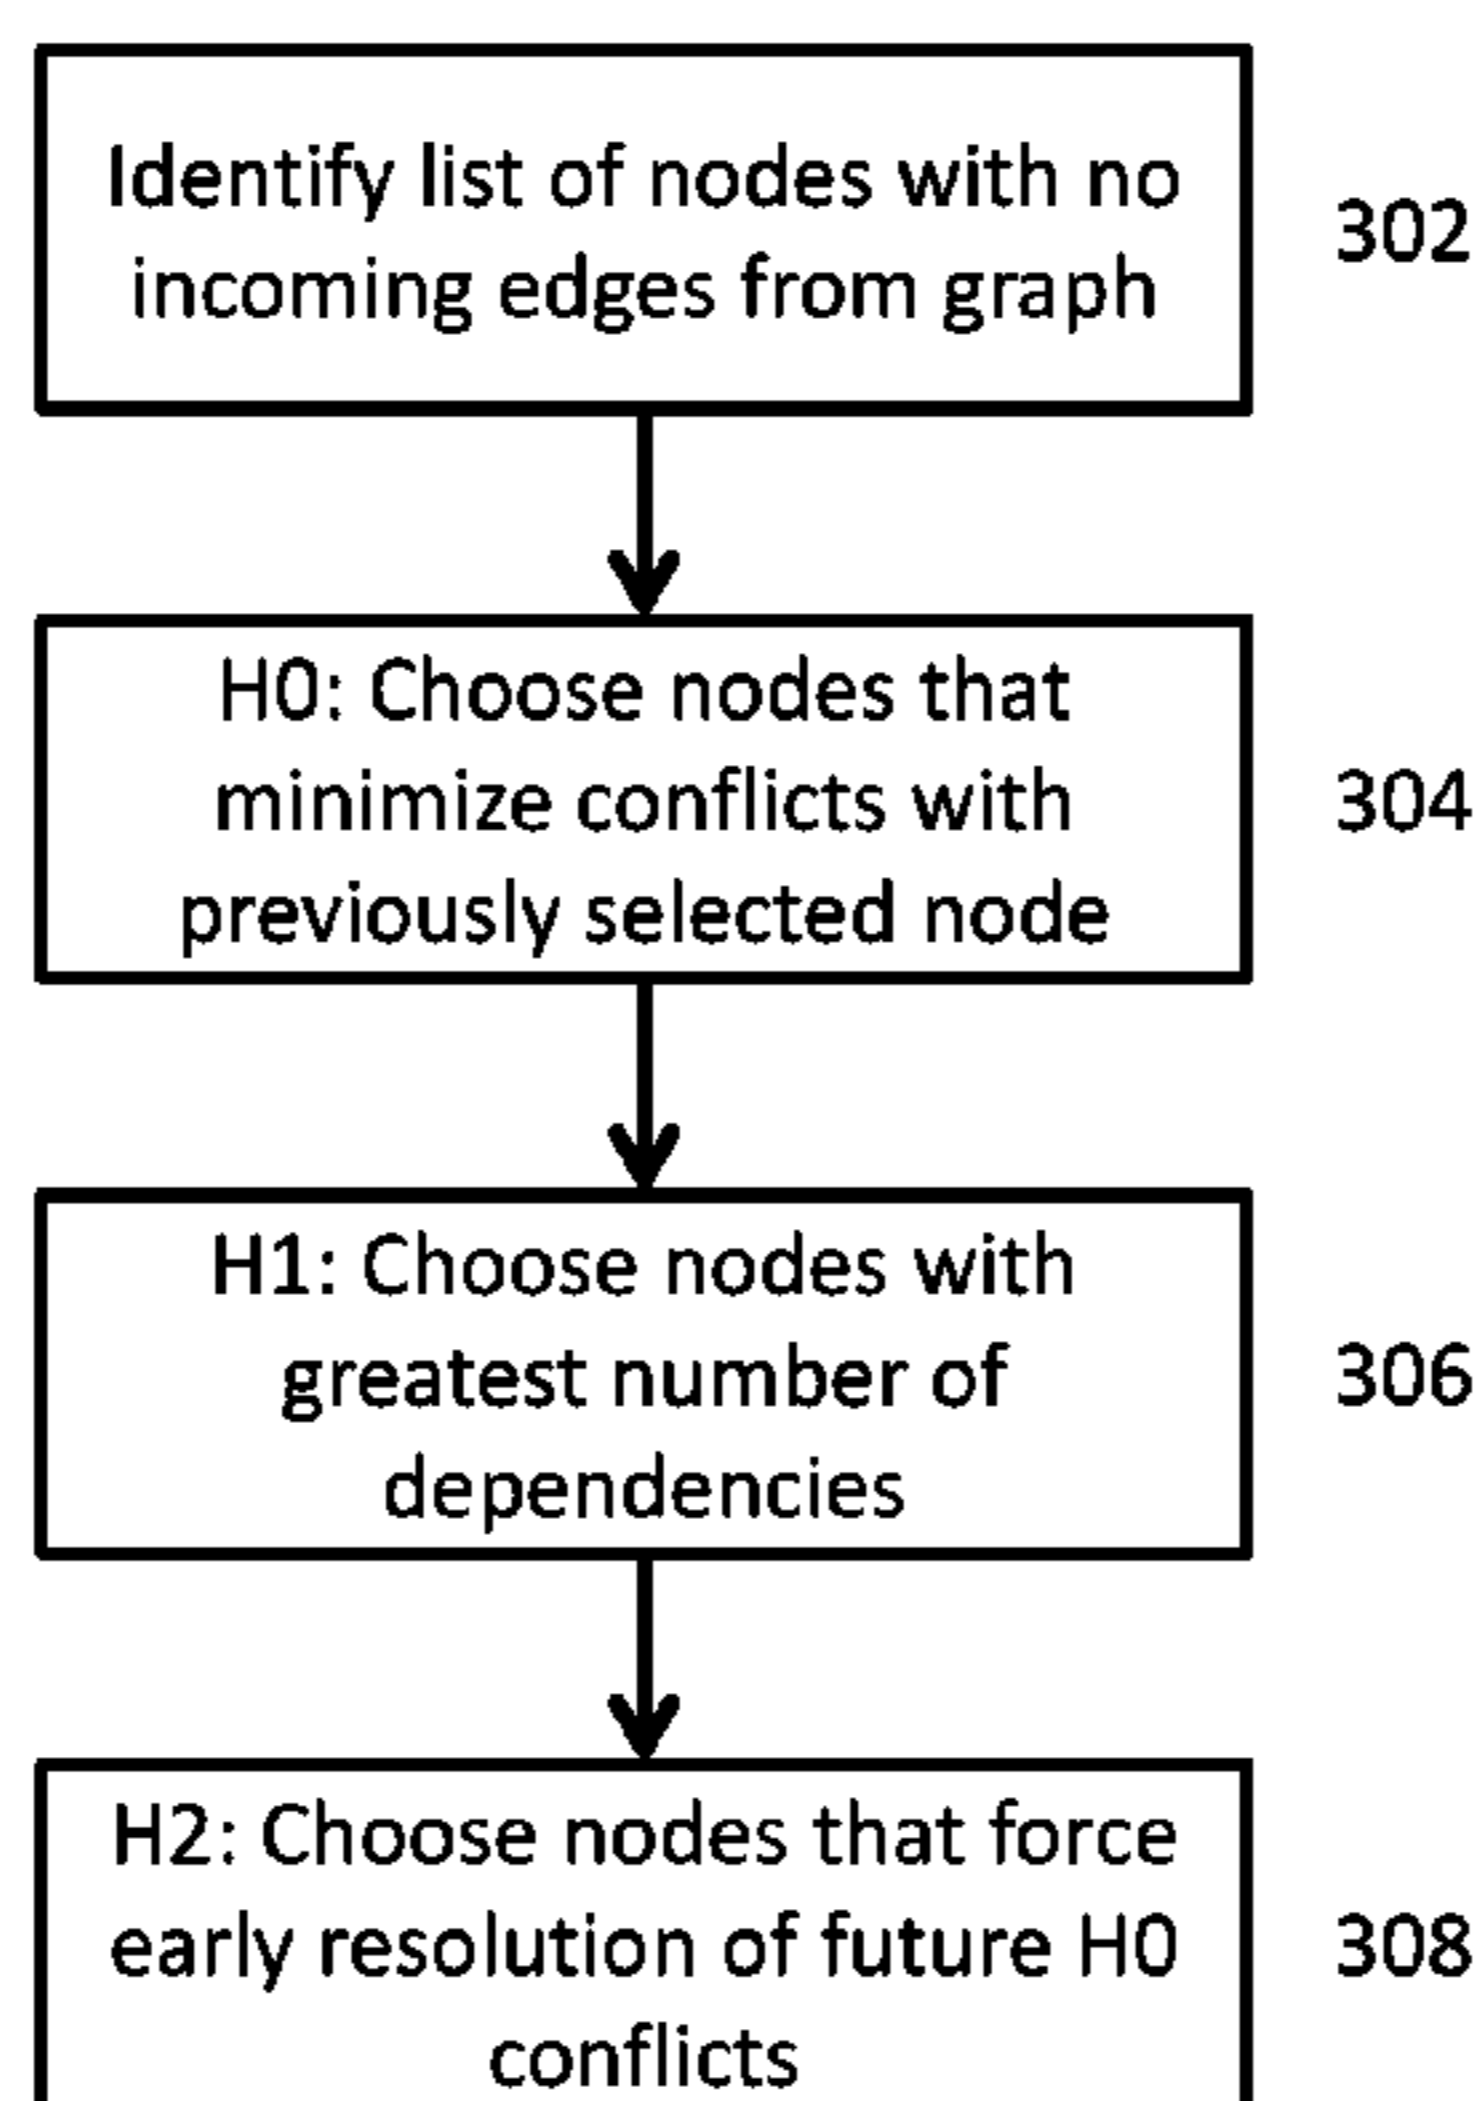 Identify list of nodes with no
incoming edges from graph
302
H0: Choose nodes that
minimize conflicts with
previously selected node
304
H1: Choose nodes with
greatest number of
dependencies
306
H2: Choose nodes that force
early resolution of future H0
conflicts
308